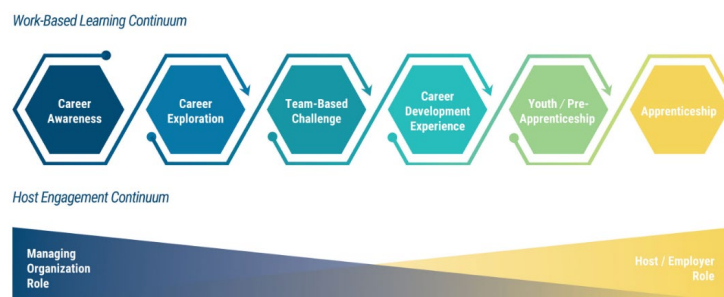 Work-Based Learning Continuum
Career
Awareness
Career
Exploration
Team-Based
Challenge
Career
Development
Experience
Youth / Pre-
Apprenticeship
Apprenticeship
Host Engagement Continuum
Managing
Organization
Role
Host / Employer
Role